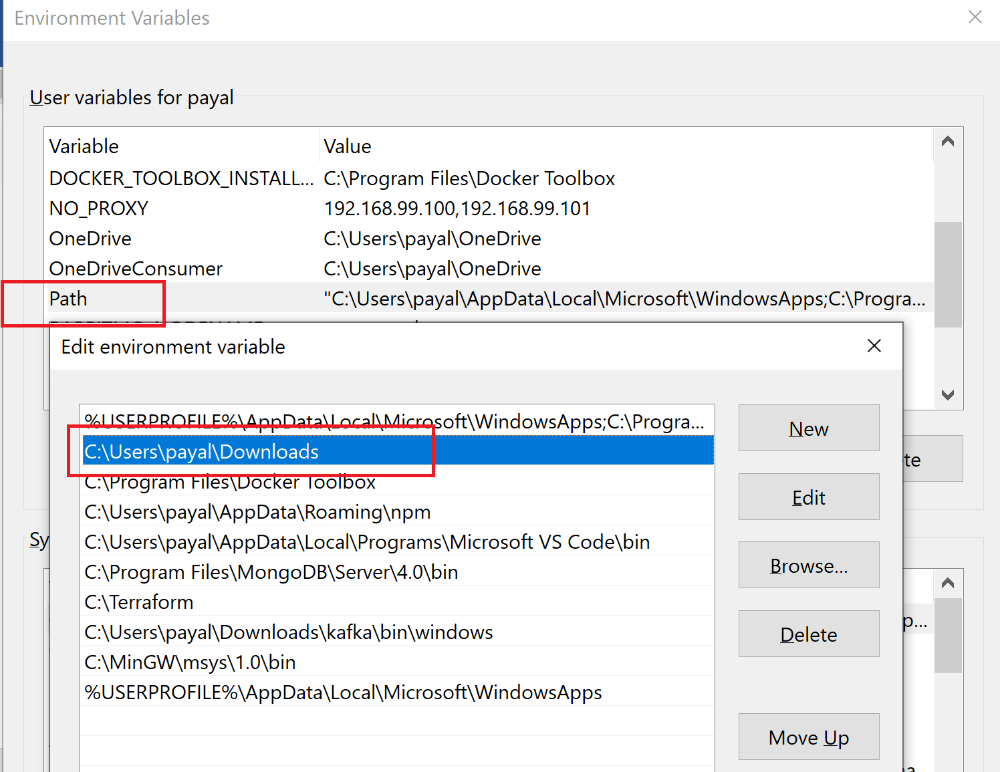 Environment Variables
User variables for payal
Variable Value
DOCKER_TOOLBOX_INSTALL... C:\Program Files\Docker Toolbox
NO_PROXY 192.168.99.100,192.168.99.101
OneDrive C:\Users\payal\OneDrive
OneDriveConsumer C:\Users\payal\OneDrive
Path "C:\Users\payal\AppData\Local\Microsoft\WindowsApps;C:\Progra...
Edit environment variable
%USERPROFILE%\AppData\Local\Microsoft\WindowsApps;C:\Progra...
New
C:\Users\payal\Downloads
te
C:\Program Files\Docker Toolbox
Edit
C:\Users\payal\AppData\Roaming\npm
Sy
C:\Users\payal\AppData\Local\Programs\Microsoft VS Code\bin
Browse...
C:\Program Files\MongoDB\Server\4.0\bin
C:\Terraform
p...
C:\Users\payal\Downloads\kafka\bin\windows
Delete
C:\MinGW\msys\1.0\bin
%USERPROFILE%\AppData\Local\Microsoft\WindowsApps
Move Up